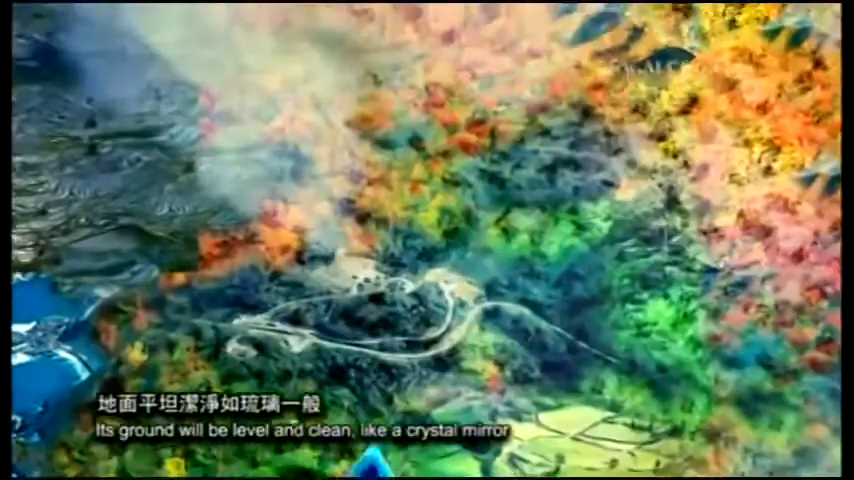 地面平坦潔淨如琉璃一般
Its ground will be level and clean, like a crystal mirror